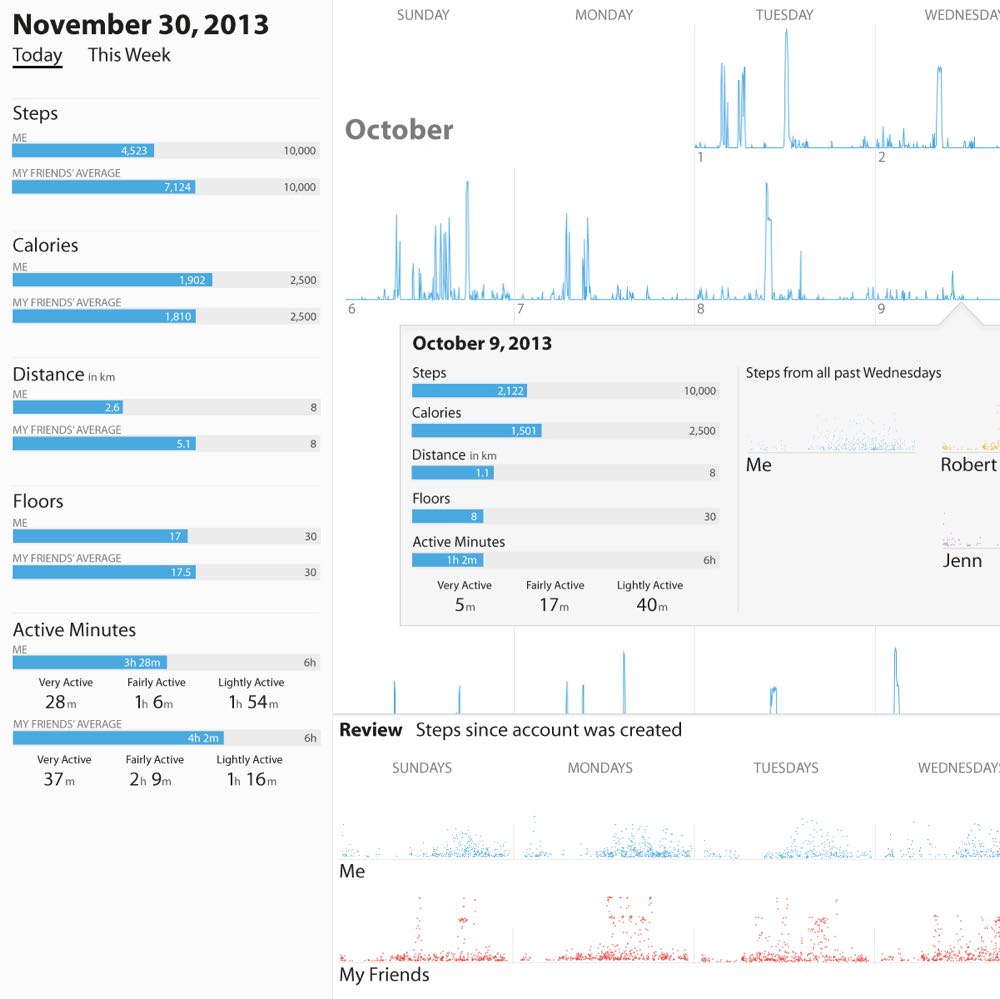 November 30, 2013
Today This Week
Steps
ME
4,523 10,000
MY FRIENDS' AVERAGE
7,124 10,000
Calories
ME
1,902 2,500
MY FRIENDS' AVERAGE
1,810 2,500
Distance in km
ME
2.6 8
MY FRIENDS' AVERAGE
5.1 8
Floors
ME
17 30
MY FRIENDS' AVERAGE
17.5 30
Active Minutes
ME
3h 28m 6h
Very Active Fairly Active Lightly Active
28m 1h 6m 1h 54m
MY FRIENDS' AVERAGE
4h 2m 6h
Very Active Fairly Active Lightly Active
37m 2h 9m 1h 16m
SUNDAY MONDAY TUESDAY WEDNESDAY
October
1 2
6 7 8 9
October 9, 2013
Steps
2,122 10,000
Calories
1,501 2,500
Distance in km
1.1 8
Floors
8 30
Active Minutes
1h 2m 6h
Very Active Fairly Active Lightly Active
5m 17m 40m
Steps from all past Wednesdays
Me Robert
Jenn
Review Steps since account was created
SUNDAYS MONDAYS TUESDAYS WEDNESDAYS
Me
My Friends